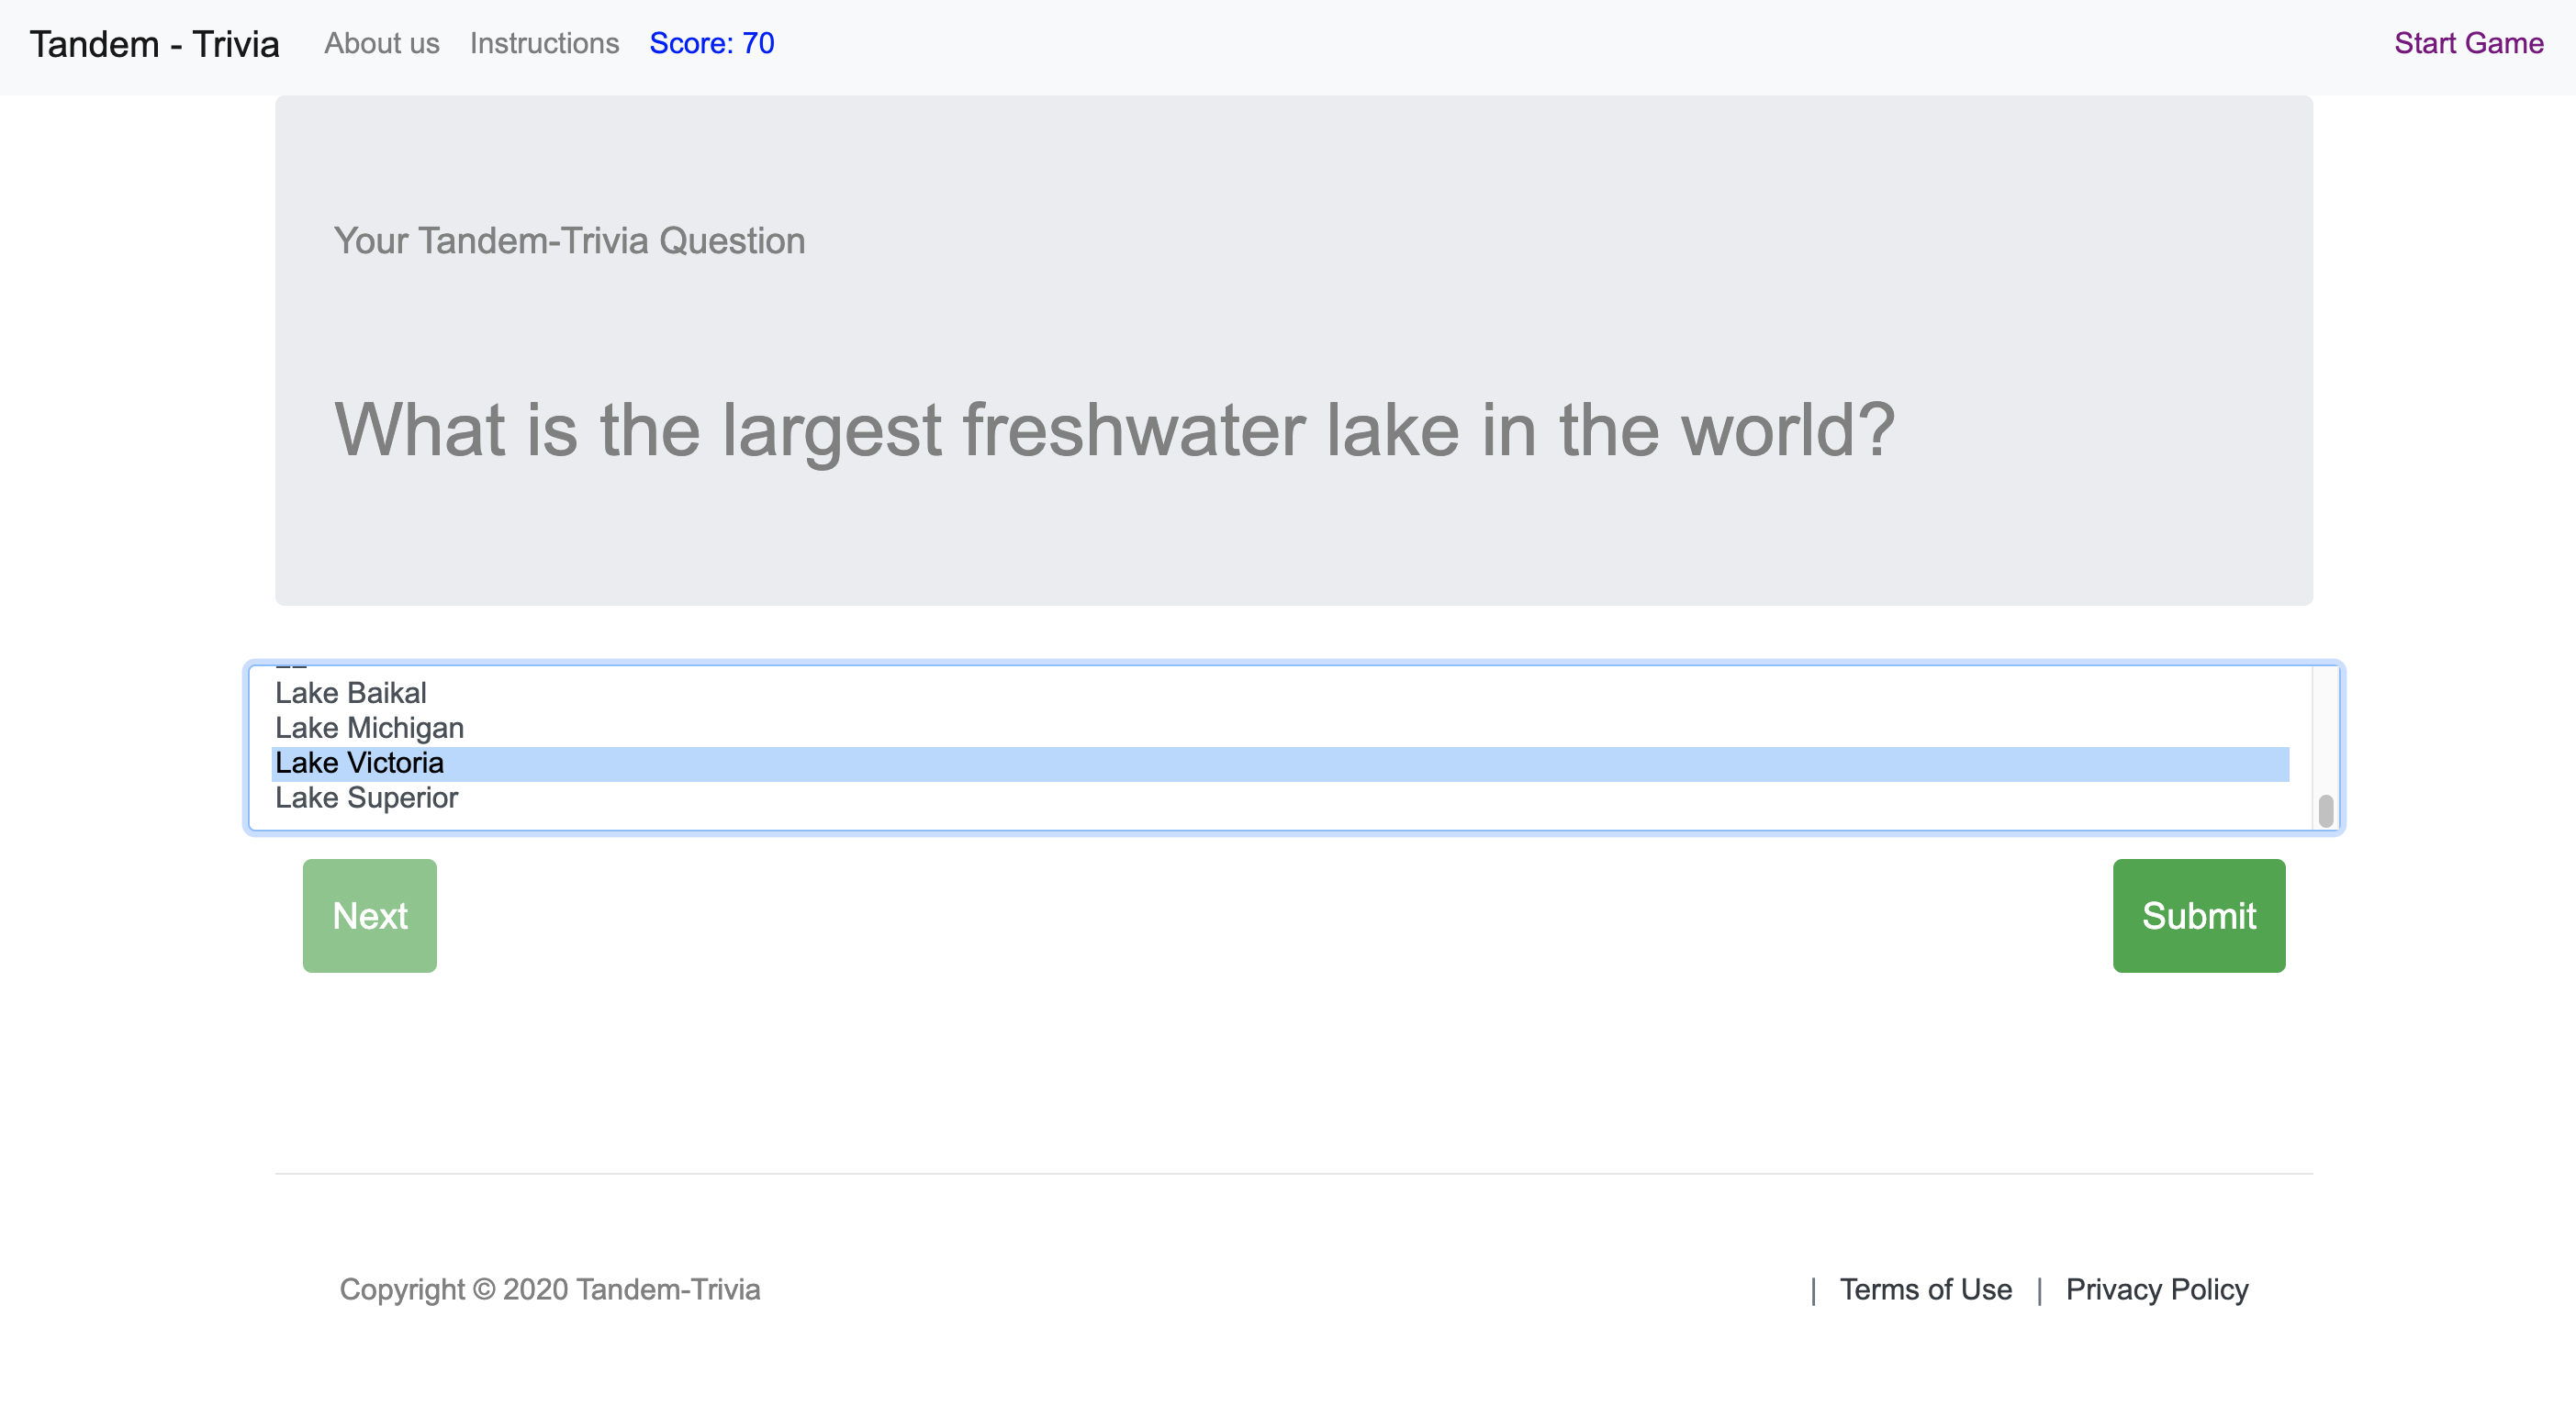 Tandem - Trivia About us Instructions Score: 70 Start Game
Your Tandem-Trivia Question
What is the largest freshwater lake in the world?
Lake Baikal
Lake Michigan
Lake Victoria
Lake Superior
Next Submit
Copyright © 2020 Tandem-Trivia | Terms of Use | Privacy Policy